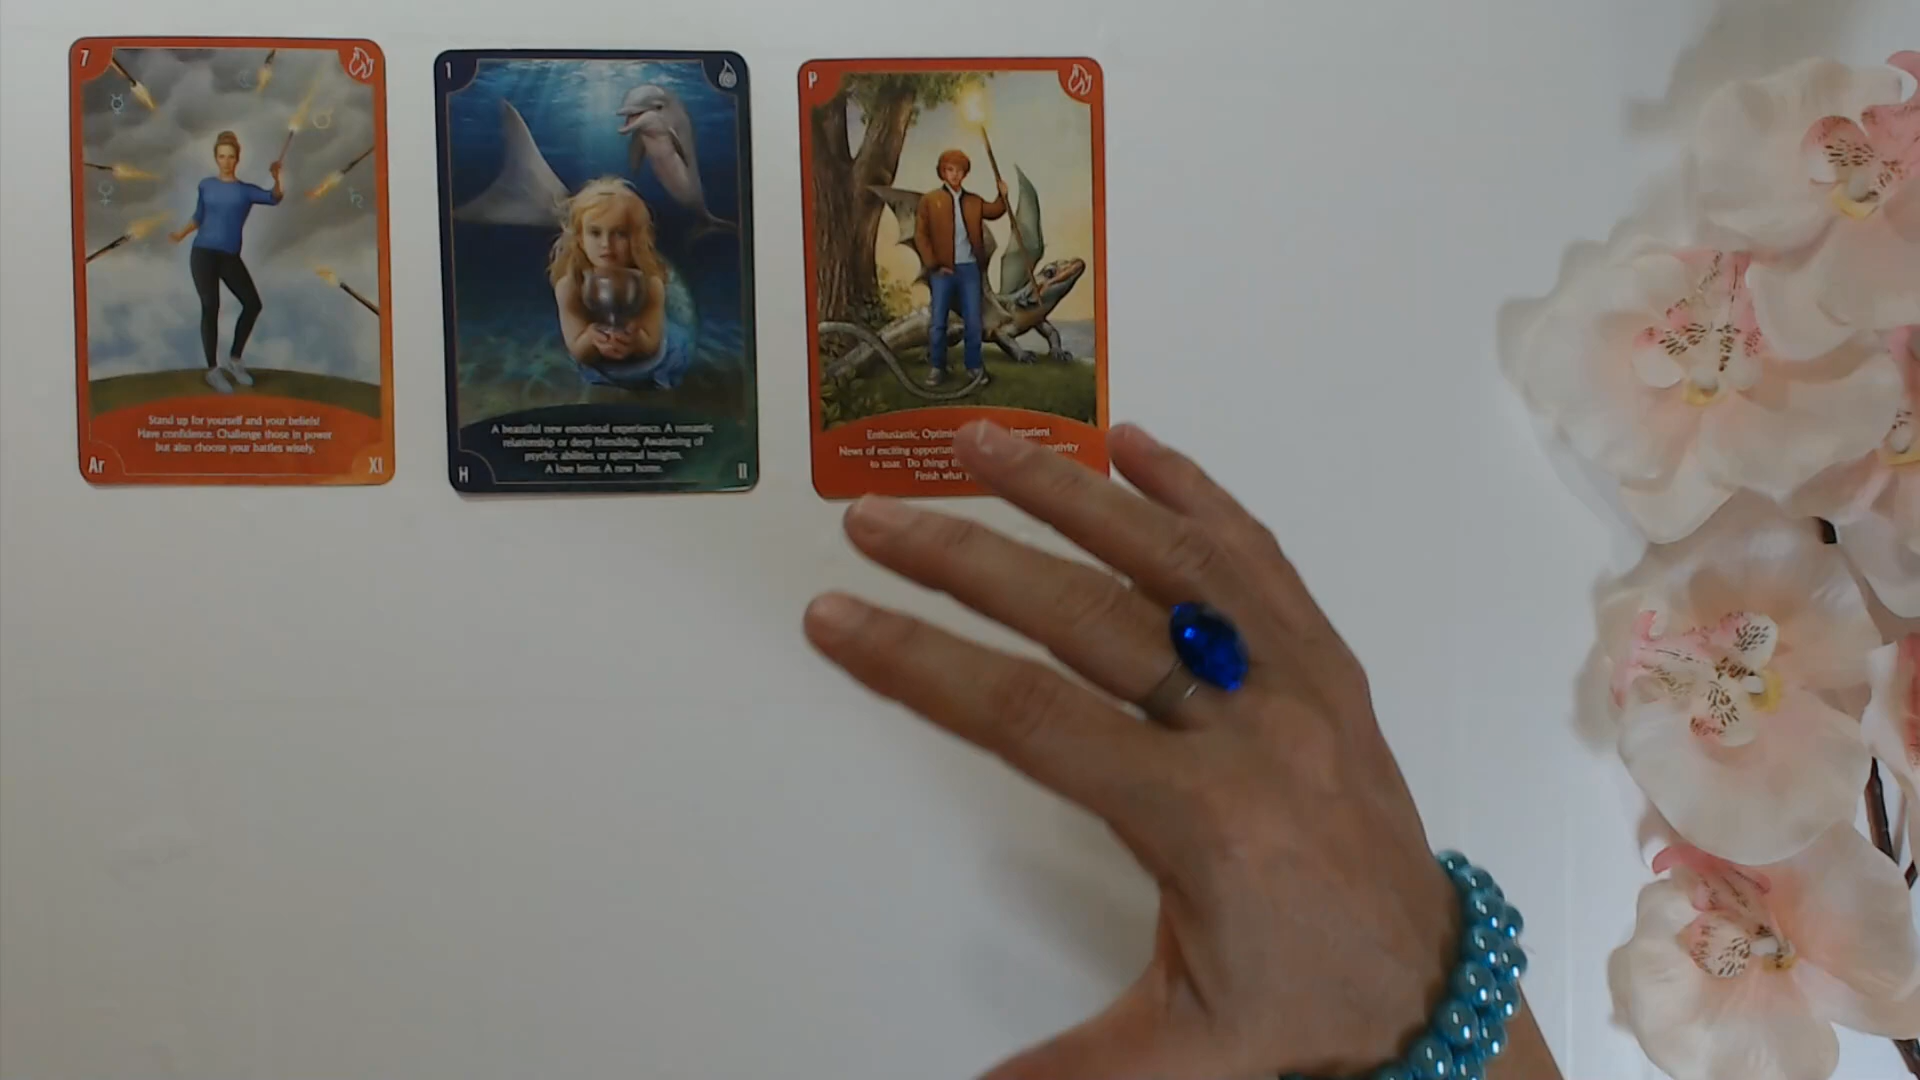 7
Stand up for yourself and your beliefs!
Have confidence. Challenge those in power
but also choose your battles wisely.
Ar
XI
1
A beautiful new emotional experience. A romantic
relationship or deep friendship. Awakening of
psychic abilities or spiritual insights.
A love letter. A new home.
H
II
P
Enthusiastic, Impatient
News of exciting
to soar. Do things
Finish what